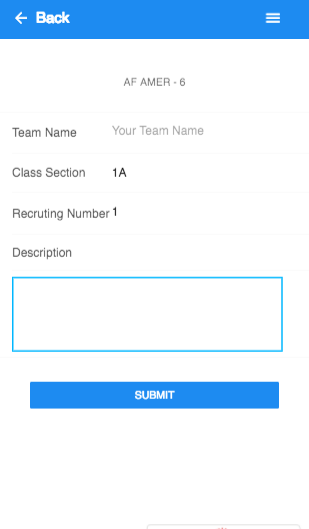 Back
AF AMER - 6
Team Name Your Team Name
Class Section 1A
Recruting Number 1
Description
SUBMIT